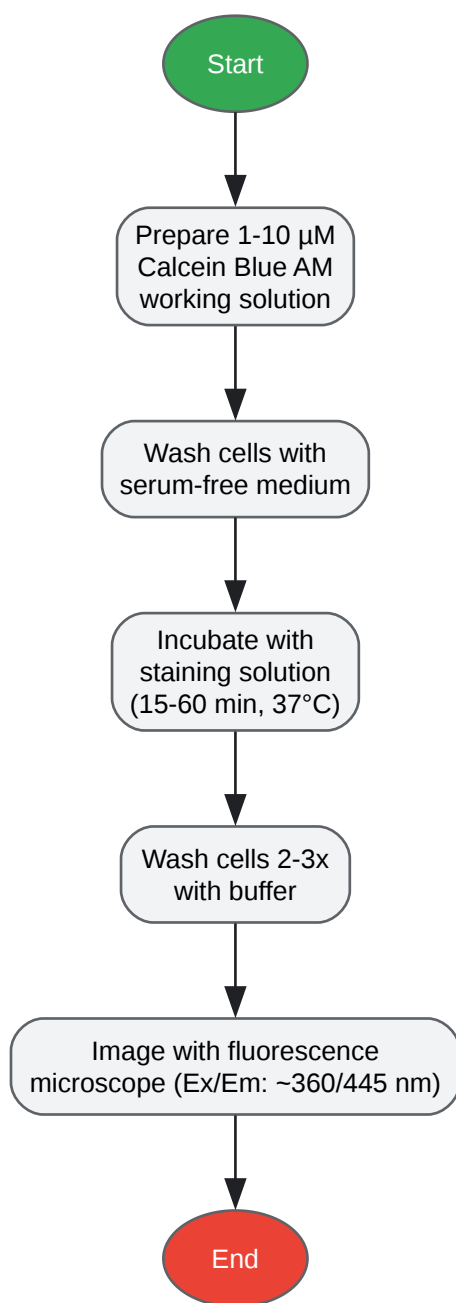 Start
Prepare 1-10 µM
Calcein Blue AM
working solution
Wash cells with
serum-free medium
Incubate with
staining solution
(15-60 min, 37°C)
Wash cells 2-3x
with buffer
Image with fluorescence
microscope (Ex/Em: ~360/445 nm)
End